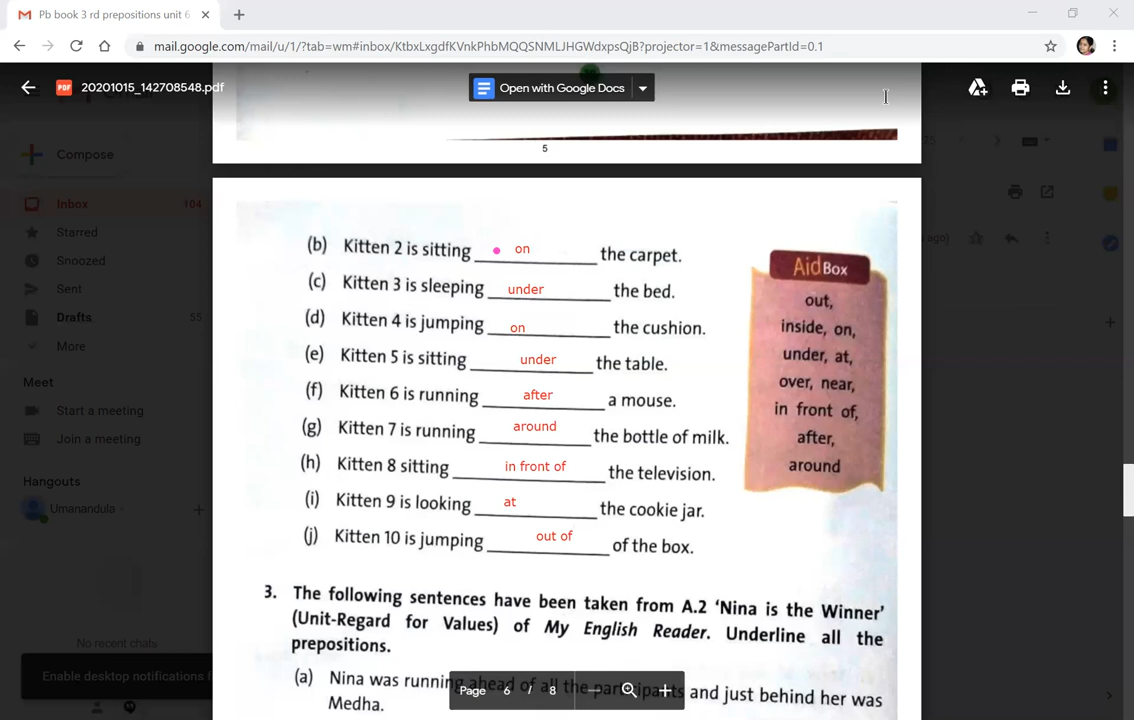 Pb book 3 rd prepositions unit 6
mail.google.com/mail/u/1/?tab=wm#inbox/KtbxLxgdfKVnkPhbMQQSNMLJHGWdxpsQjB?projector=1&messagePartId=0.1
PDF 20201015_142708548.pdf
Open with Google Docs
Compose
Inbox 104
Starred
Snoozed
Sent
Drafts 55
More
Meet
Start a meeting
Join a meeting
Hangouts
Umanandula
No recent chats
Enable desktop notifications f
ago)
5
(b) Kitten 2 is sitting on the carpet.
(c) Kitten 3 is sleeping under the bed.
(d) Kitten 4 is jumping on the cushion.
(e) Kitten 5 is sitting under the table.
(f) Kitten 6 is running after a mouse.
(g) Kitten 7 is running around the bottle of milk.
(h) Kitten 8 sitting in front of the television.
(i) Kitten 9 is looking at the cookie jar.
(j) Kitten 10 is jumping out of of the box.
Aid Box
out,
inside, on,
under, at,
over, near,
in front of,
after,
around
3. The following sentences have been taken from A.2 ‘Nina is the Winner’
(Unit-Regard for Values) of My English Reader. Underline all the
prepositions.
(a) Nina was running ahead of all the participants and just behind her was
Medha.
Page 6 / 8